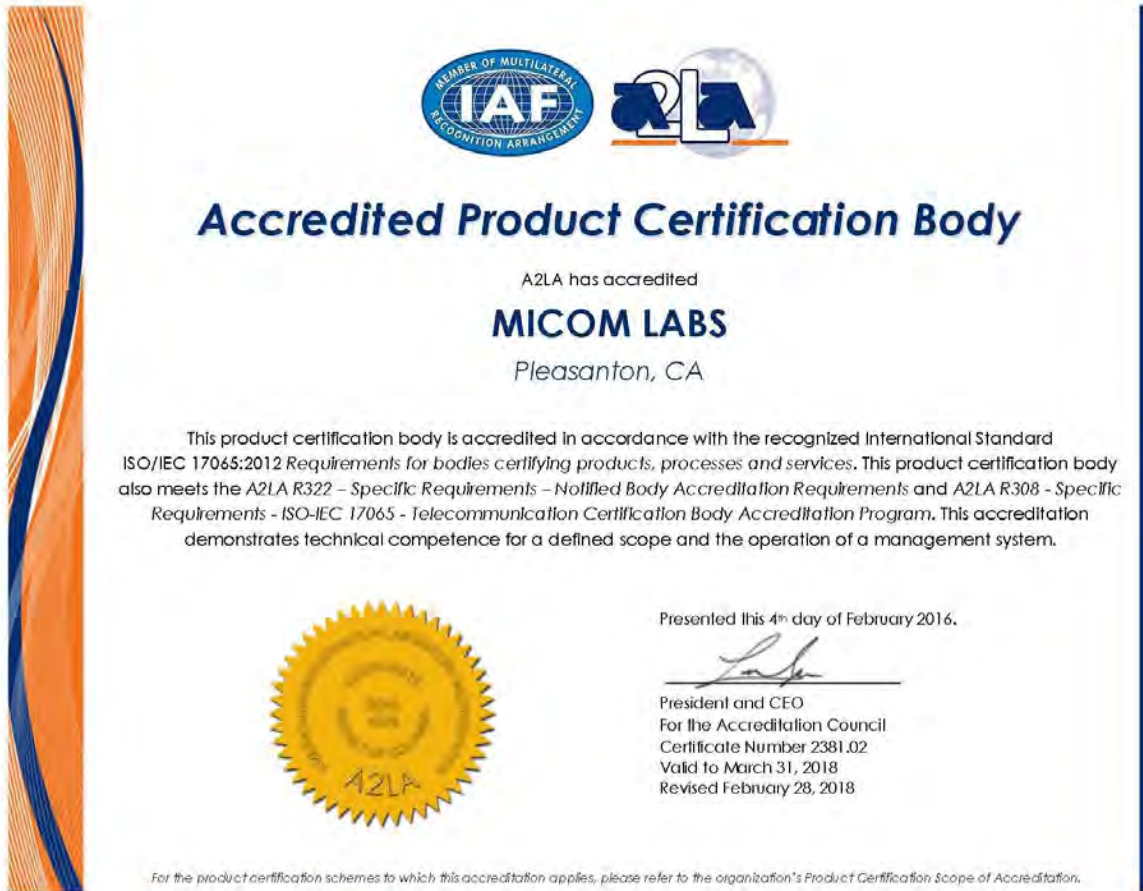 MEMBER OF MULTILATERAL
IAF
RECOGNITION ARRANGEMENT
a2La
Accredited Product Certification Body
A2LA has accredited
MICOM LABS
Pleasanton, CA
This product certification body is accredited in accordance with the recognized International Standard
ISO/IEC 17065:2012 Requirements for bodies certifying products, processes and services. This product certification body
also meets the A2LA R322 – Specific Requirements – Notified Body Accreditation Requirements and A2LA R308 - Specific
Requirements - ISO-IEC 17065 - Telecommunication Certification Body Accreditation Program. This accreditation
demonstrates technical competence for a defined scope and the operation of a management system.
Presented this 4th day of February 2016.
President and CEO
For the Accreditation Council
Certificate Number 2381.02
Valid to March 31, 2018
Revised February 28, 2018
A2LA
For the product certification schemes to which this accreditation applies, please refer to the organization's Product Certification Scope of Accreditation.